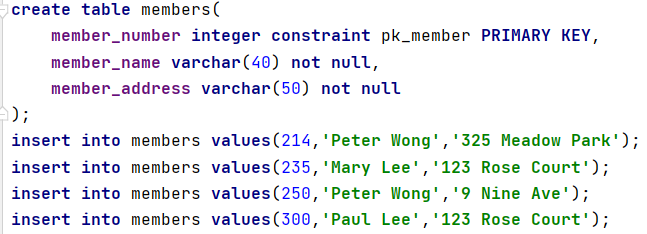 create table members(
    member_number integer constraint pk_member PRIMARY KEY,
    member_name varchar(40) not null,
    member_address varchar(50) not null
);
insert into members values(214,'Peter Wong','325 Meadow Park');
insert into members values(235,'Mary Lee','123 Rose Court');
insert into members values(250,'Peter Wong','9 Nine Ave');
insert into members values(300,'Paul Lee','123 Rose Court');